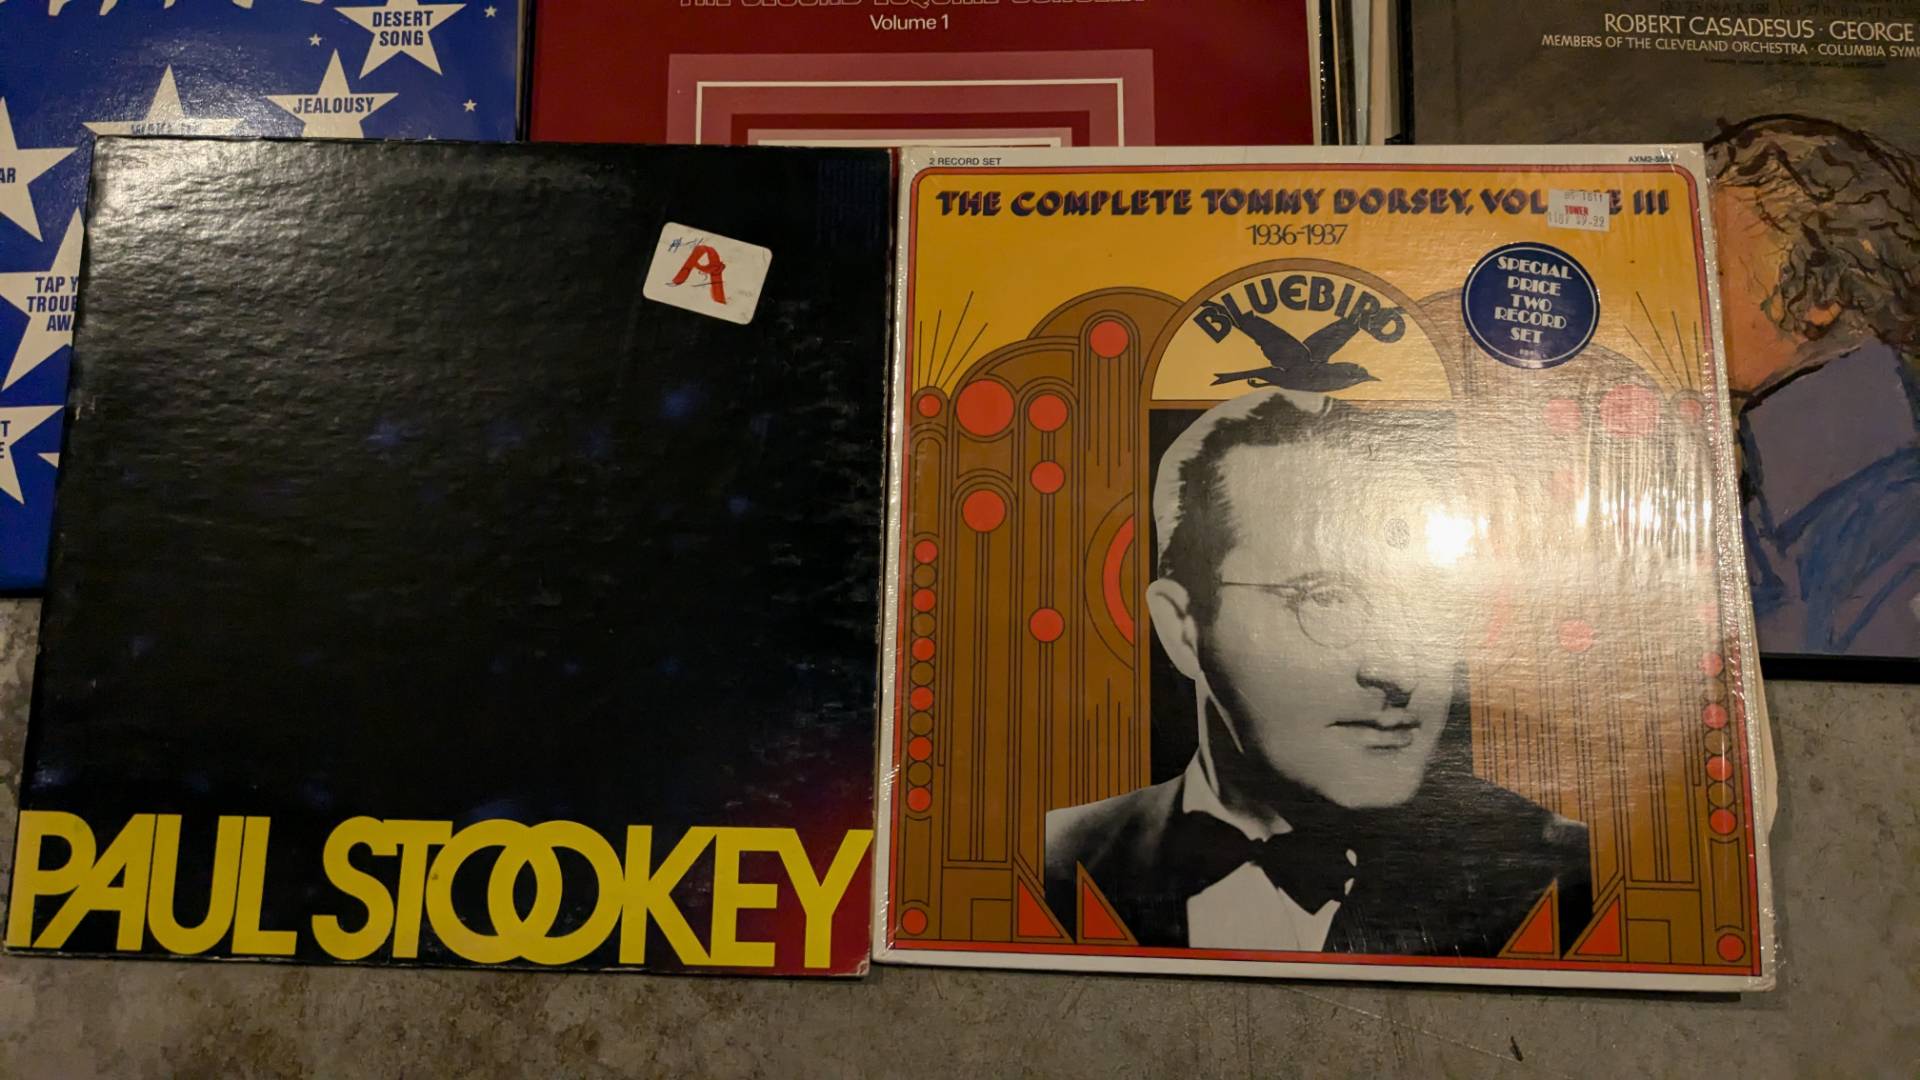 DESERT
SONG
JEALOUSY
TAP Y
TROUB
AWA
Volume 1
ROBERT CASADESUS · GEORGE
MEMBERS OF THE CLEVELAND ORCHESTRA · COLUMBIA SYM
A
PAUL STOOKEY
2 RECORD SET
THE COMPLETE TOMMY DORSEY, VOL E III
1936-1937
TOWER
BLUEBIRD
SPECIAL
PRICE
TWO
RECORD
SET